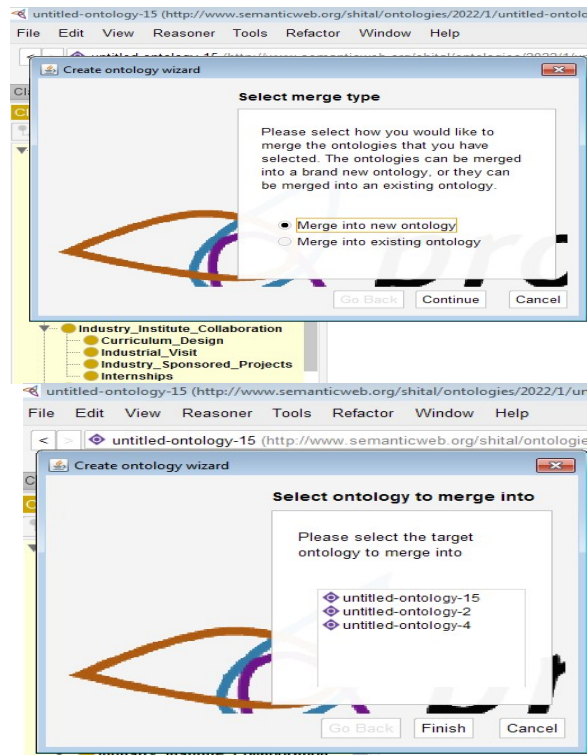 untitled-ontology-15 (http://www.semanticweb.org/shital/ontologies/2022/1/untitled-ontolo
File Edit View Reasoner Tools Refactor Window Help
<
Create ontology wizard
Select merge type
Please select how you would like to
merge the ontologies that you have
selected. The ontologies can be merged
into a brand new ontology, or they can
be merged into an existing ontology.
Merge into new ontology
Merge into existing ontology
Go Back Continue Cancel
Industry_Institute_Collaboration
Curriculum_Design
Industrial_Visit
Industry_Sponsored_Projects
Internships
untitled-ontology-15 (http://www.semanticweb.org/shital/ontologies/2022/1/un
File Edit View Reasoner Tools Refactor Window Help
< > untitled-ontology-15 (http://www.semanticweb.org/shital/ontologie
Create ontology wizard
Select ontology to merge into
Please select the target
ontology to merge into
untitled-ontology-15
untitled-ontology-2
untitled-ontology-4
Go Back Finish Cancel